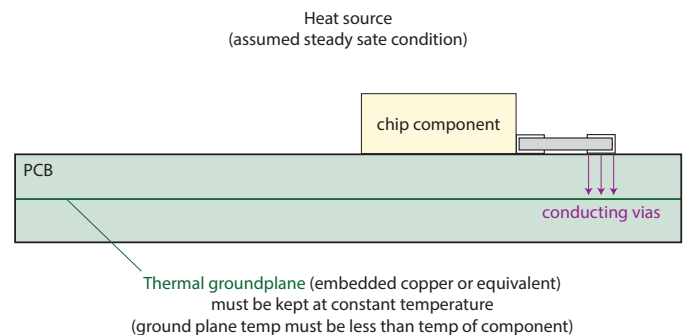 Heat source
(assumed steady sate condition)
chip component
PCB
conducting vias
Thermal groundplane (embedded copper or equivalent)
must be kept at constant temperature
(ground plane temp must be less than temp of component)